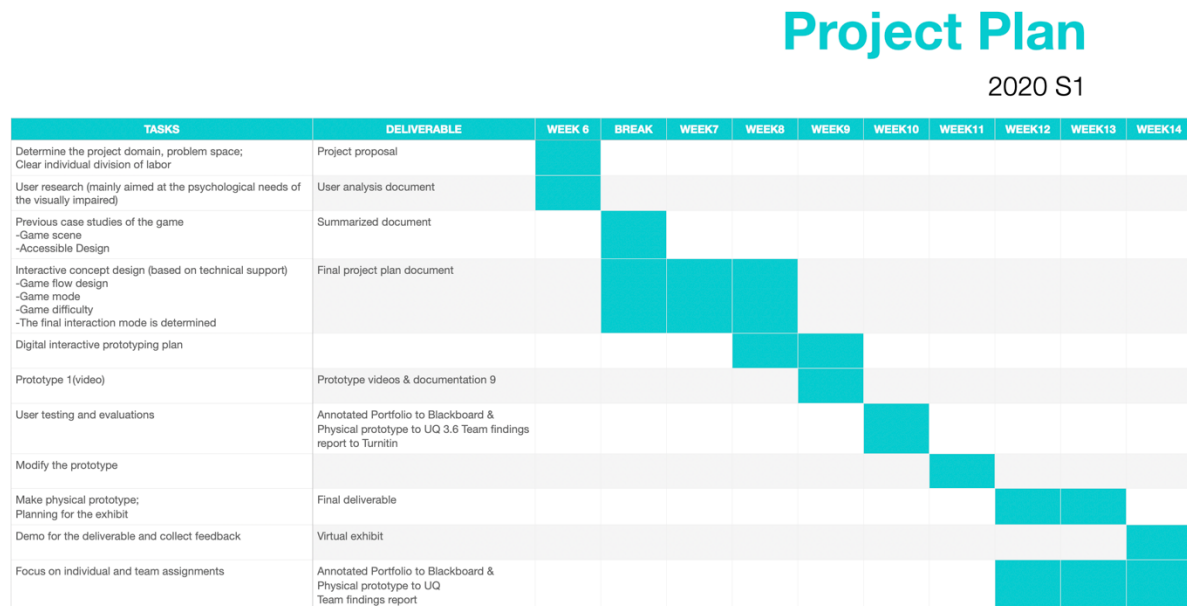 Project Plan
2020 S1
TASKS DELIVERABLE WEEK 6 BREAK WEEK7 WEEK8 WEEK9 WEEK10 WEEK11 WEEK12 WEEK13 WEEK14
Determine the project domain, problem space;
Clear individual division of labor
Project proposal
User research (mainly aimed at the psychological needs of
the visually impaired)
User analysis document
Previous case studies of the game
-Game scene
-Accessible Design
Summarized document
Interactive concept design (based on technical support)
-Game flow design
-Game mode
-Game difficulty
-The final interaction mode is determined
Final project plan document
Digital interactive prototyping plan
Prototype 1(video)
Prototype videos & documentation 9
User testing and evaluations
Annotated Portfolio to Blackboard &
Physical prototype to UQ 3.6 Team findings
report to Turnitin
Modify the prototype
Make physical prototype;
Planning for the exhibit
Final deliverable
Demo for the deliverable and collect feedback
Virtual exhibit
Focus on individual and team assignments
Annotated Portfolio to Blackboard &
Physical prototype to UQ
Team findings report